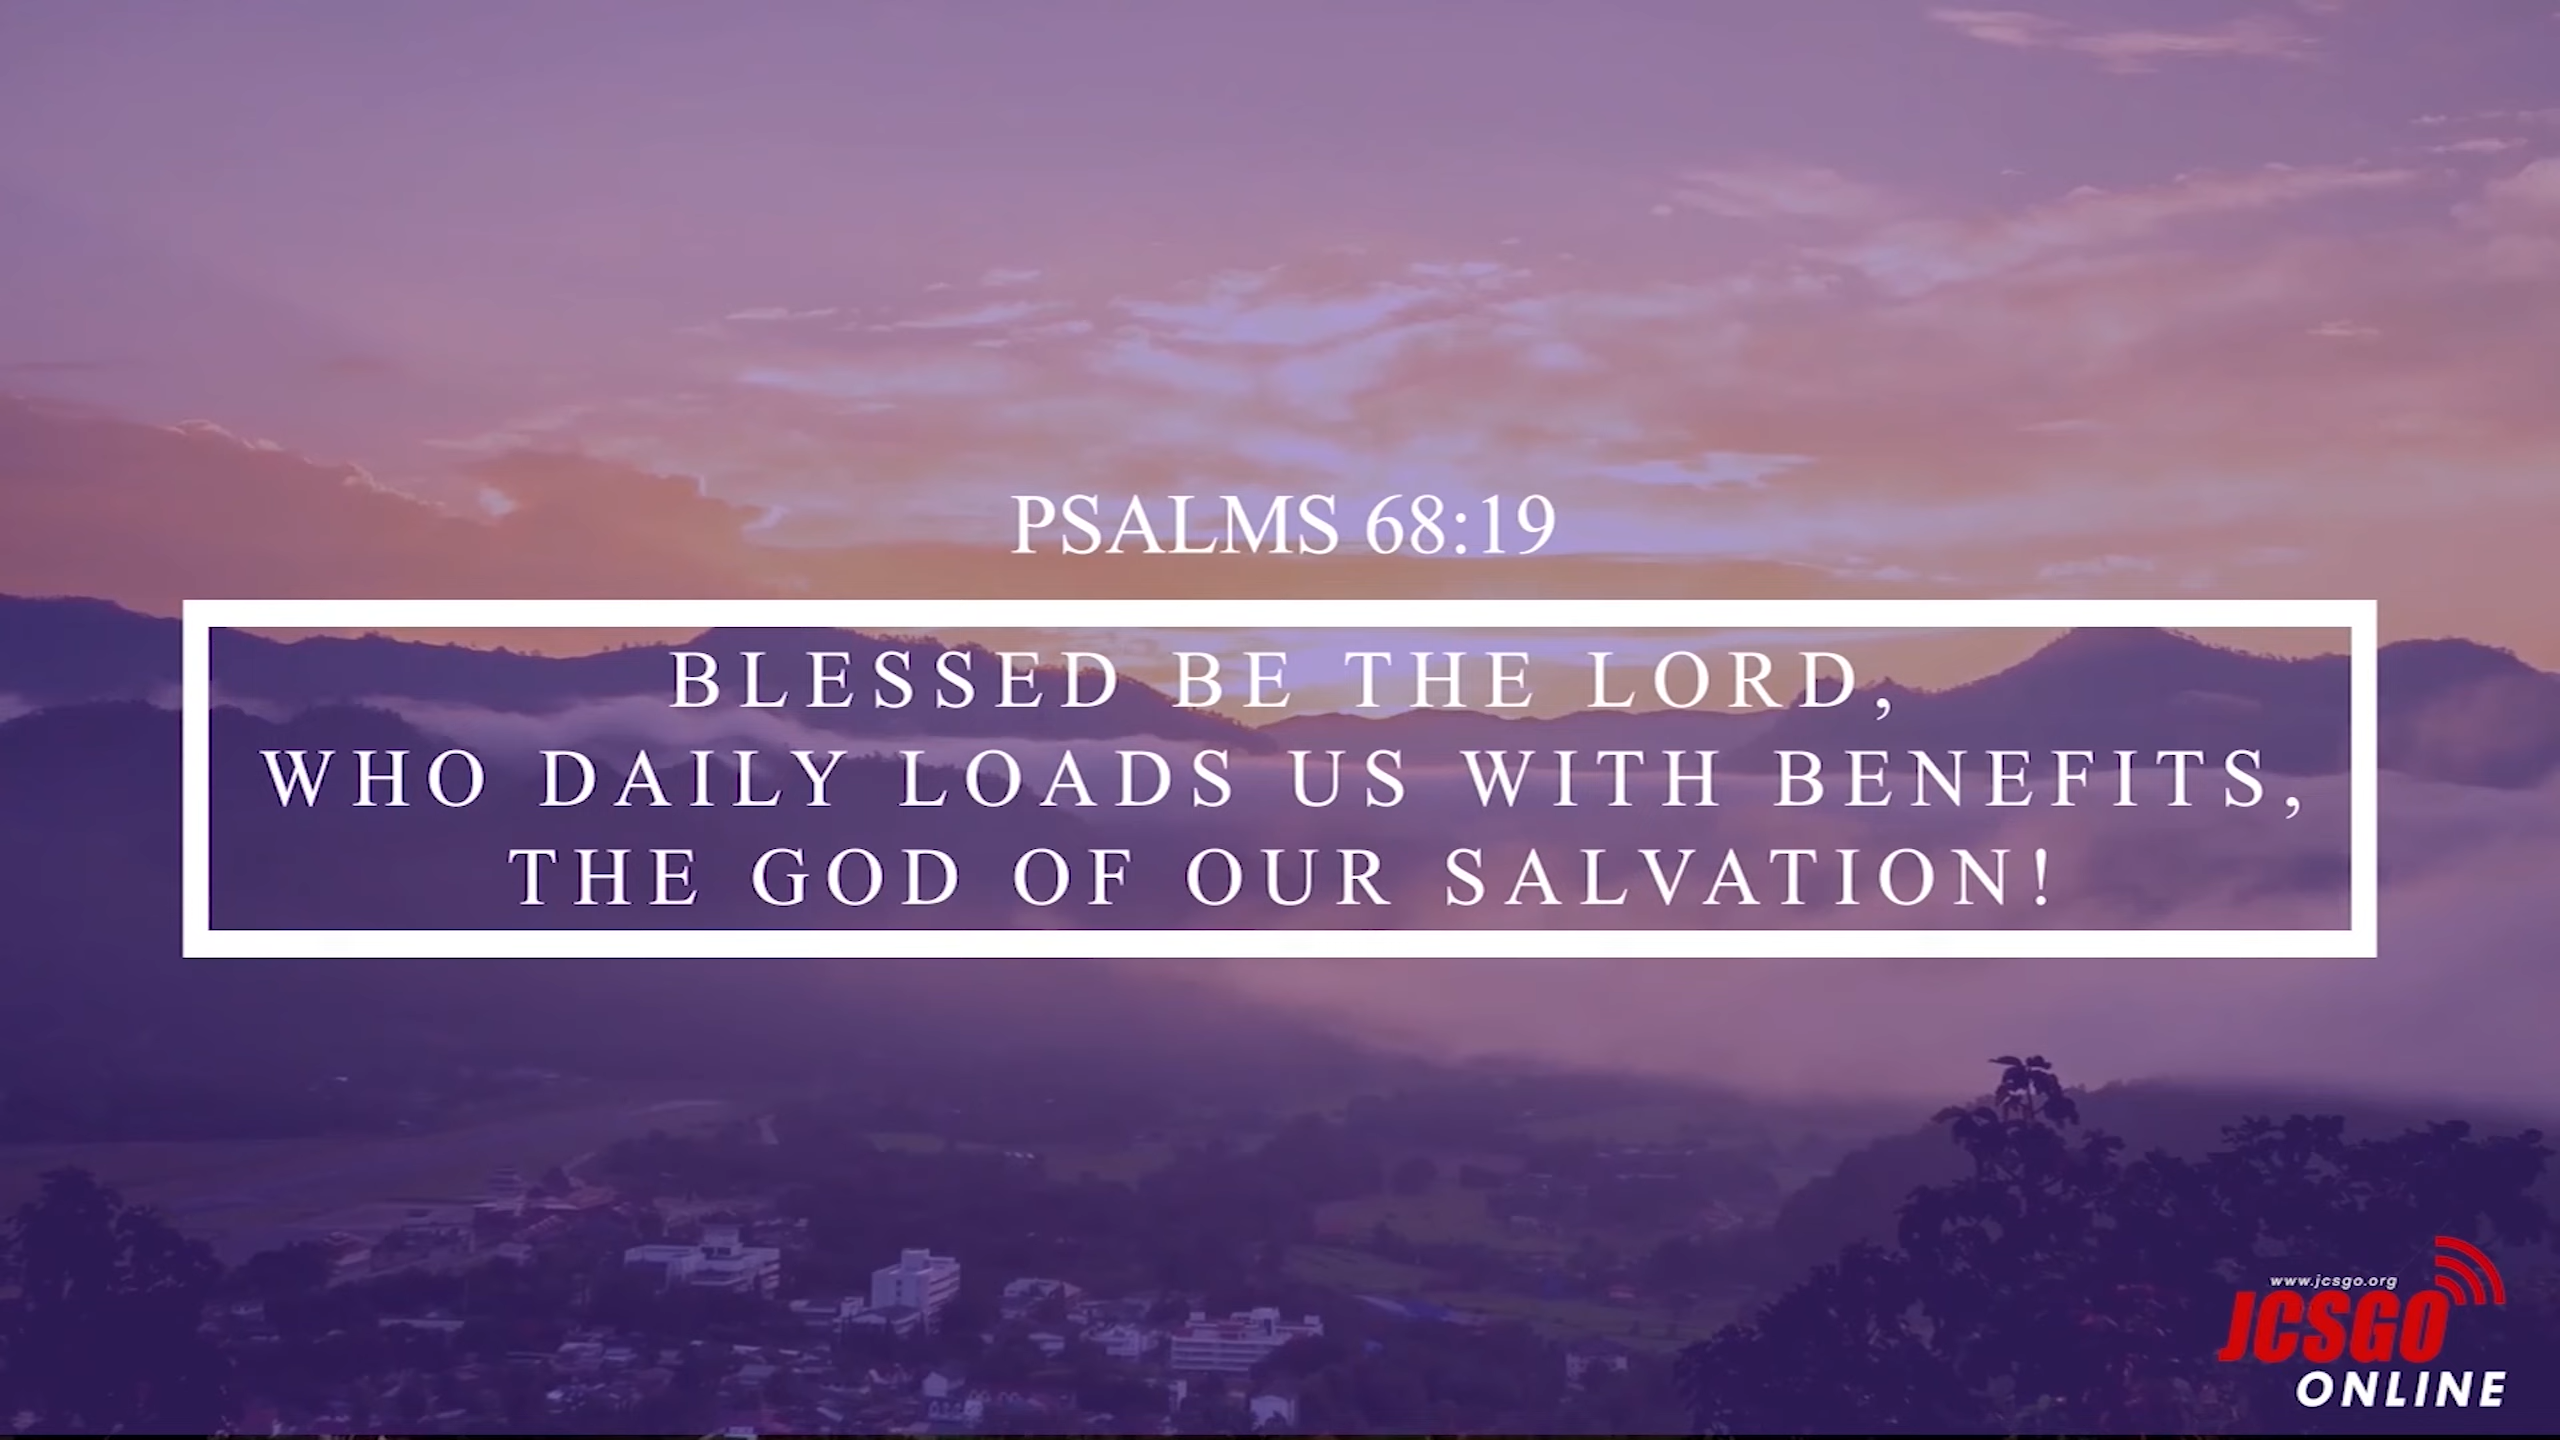 PSALMS 68:19
BLESSED BE THE LORD,
WHO DAILY LOADS US WITH BENEFITS,
THE GOD OF OUR SALVATION!
www.jcsgo.org
JCSGO
ONLINE